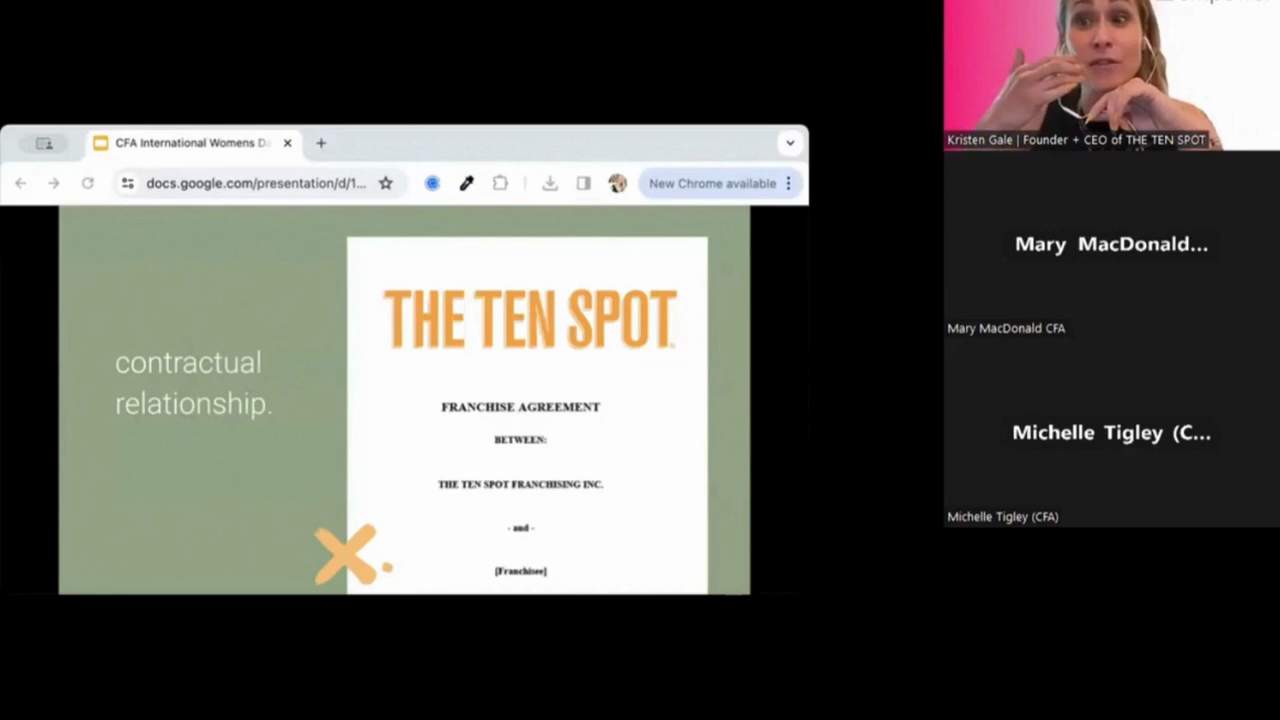 CFA International Womens Da
docs.google.com/presentation/d/1...
New Chrome available
contractual
relationship.
THE TEN SPOT
FRANCHISE AGREEMENT
BETWEEN:
THE TEN SPOT FRANCHISING INC.
- and -
[Franchisee]
Kristen Gale | Founder + CEO of THE TEN SPOT
Mary MacDonald...
Mary MacDonald CFA
Michelle Tigley (C...
Michelle Tigley (CFA)